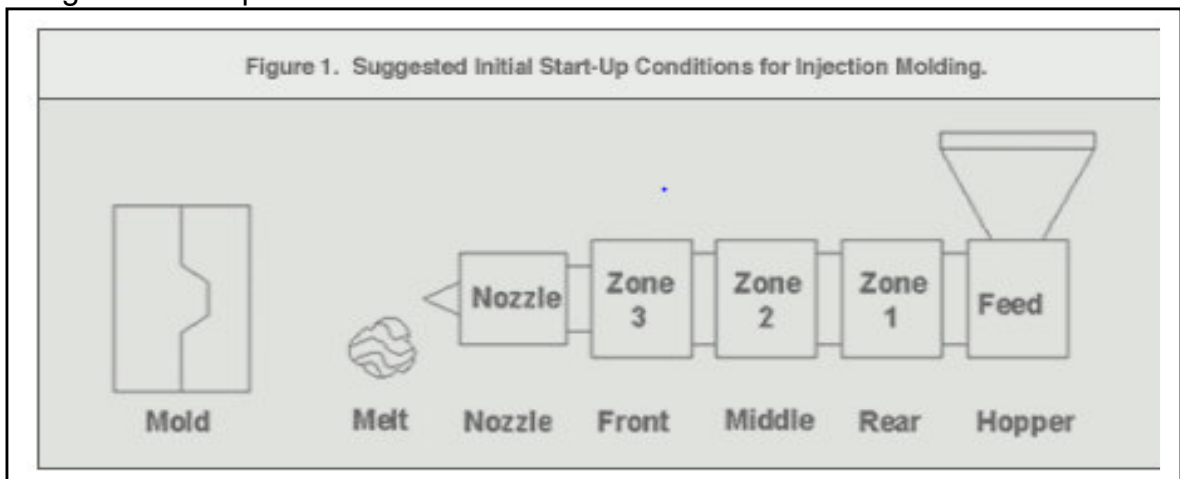 Figure 1. Suggested Initial Start-Up Conditions for Injection Molding.
Nozzle
Zone
3
Zone
2
Zone
1
Feed
Mold
Melt
Nozzle
Front
Middle
Rear
Hopper